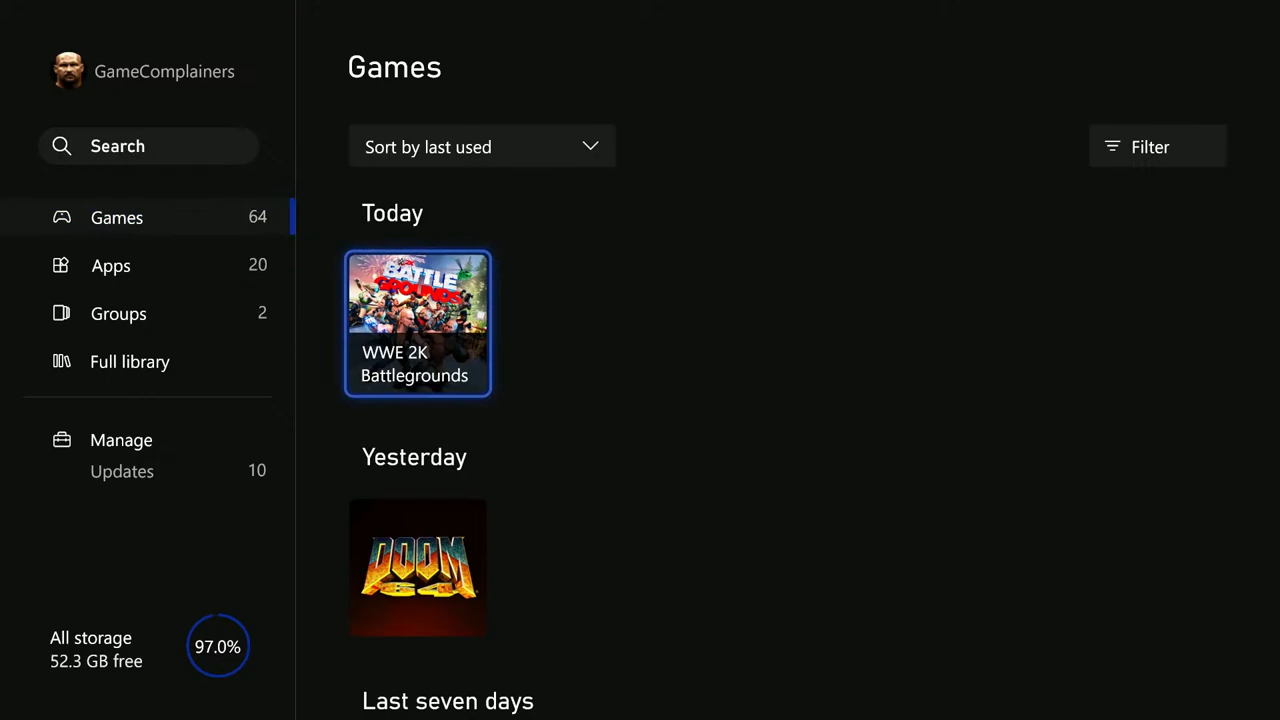 GameComplainers
Search
Games 64
Apps 20
Groups 2
Full library
Manage
Updates 10
All storage
52.3 GB free
97.0%
Games
Sort by last used
Filter
Today
BATTLE
GROUNDS
WWE 2K
Battlegrounds
Yesterday
DOOM
64
Last seven days